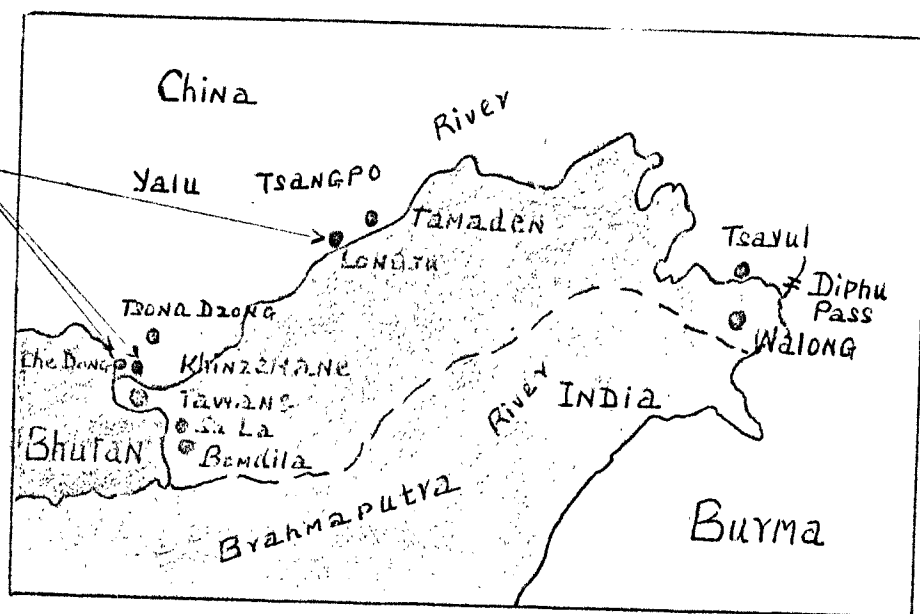 China
River
Yalu TSANGPO
Tamaden
LONGJU
Tsayul
Diphu
Pass
Tsona Dzong
Walong
Che Dong
Khinzemane
River
INDIA
Tawang
Se La
Bhutan
Bomdila
Brahmaputra
Burma